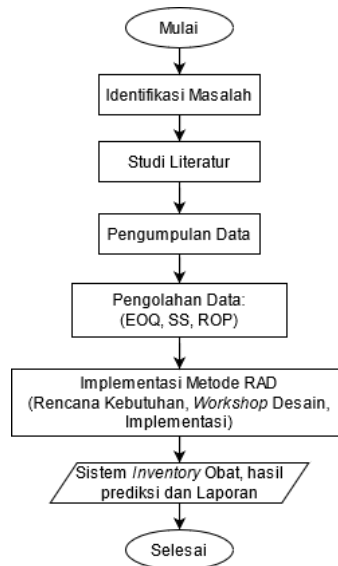 Mulai
Identifikasi Masalah
Studi Literatur
Pengumpulan Data
Pengolahan Data:
(EOQ, SS, ROP)
Implementasi Metode RAD
(Rencana Kebutuhan, Workshop Desain,
Implementasi)
Sistem Inventory Obat, hasil
prediksi dan Laporan
Selesai